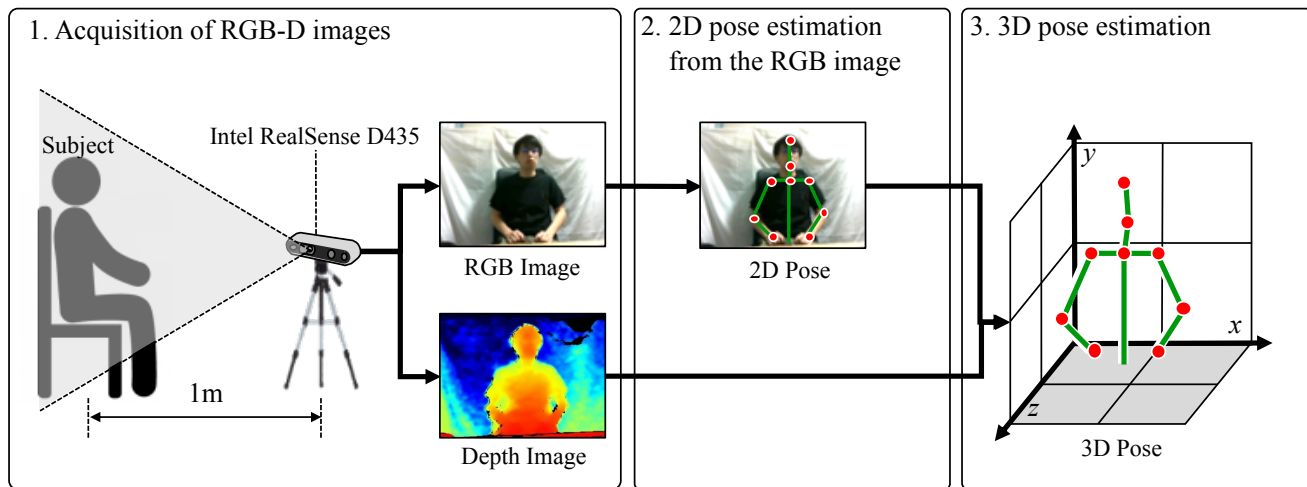 1. Acquisition of RGB-D images
Subject
Intel RealSense D435
RGB Image
1m
Depth Image
2. 2D pose estimation
from the RGB image
2D Pose
3. 3D pose estimation
y
x
z
3D Pose